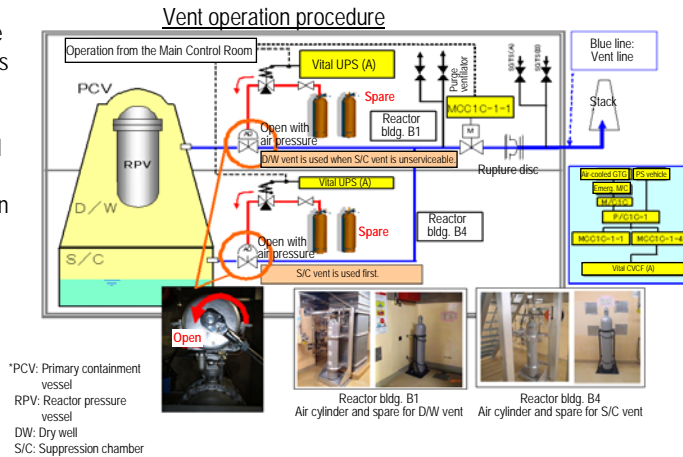 Vent operation procedure
e
s
n
Operation from the Main Control Room
PCV
RPV
D/W
S/C
Vital UPS (A)
Spare
Open with
air pressure
AO
D/W vent is used when S/C vent is unserviceable.
Reactor
bldg. B1
Purge
ventilator
MCC1C-1-1
M
SGTS(A)
SGTS(B)
Rupture disc
Blue line:
Vent line
Stack
Vital UPS (A)
Spare
Open with
air pressure
AO
S/C vent is used first.
Reactor
bldg. B4
Air-cooled GTG
PS vehicle
Emerg. M/C
M/C1C
P/C1C-1
MCC1C-1-1
MCC1C-1-4
Vital CVCF (A)
Open
Reactor bldg. B1
Air cylinder and spare for D/W vent
Reactor bldg. B4
Air cylinder and spare for S/C vent
*PCV: Primary containment
vessel
RPV: Reactor pressure
vessel
DW: Dry well
S/C: Suppression chamber